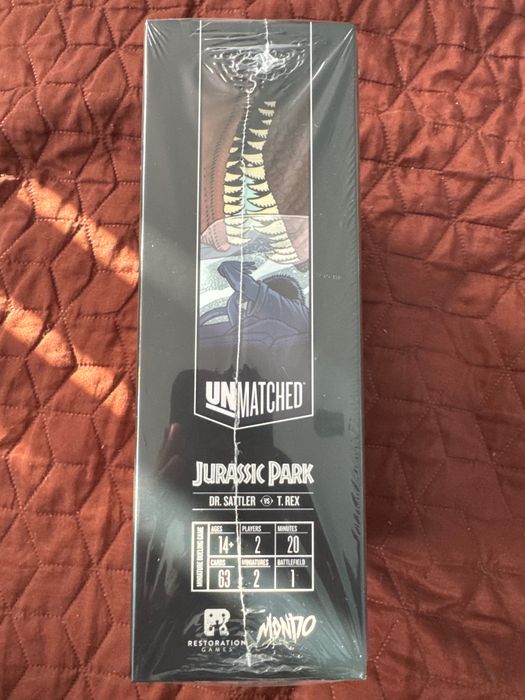 UNMATCHED™
JURASSIC PARK
DR. SATTLER VS T. REX
MINIATURE DUELING GAME
AGES PLAYERS MINUTES
14+ 2 20
CARDS MINIATURES BATTLEFIELD
63 2 1
RESTORATION MONDO
GAMES